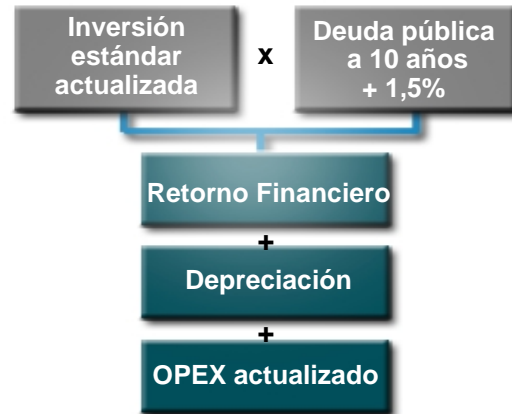 Inversión
estándar
actualizada
x
Deuda pública
a 10 años
+ 1,5%
Retorno Financiero
+
Depreciación
+
OPEX actualizado